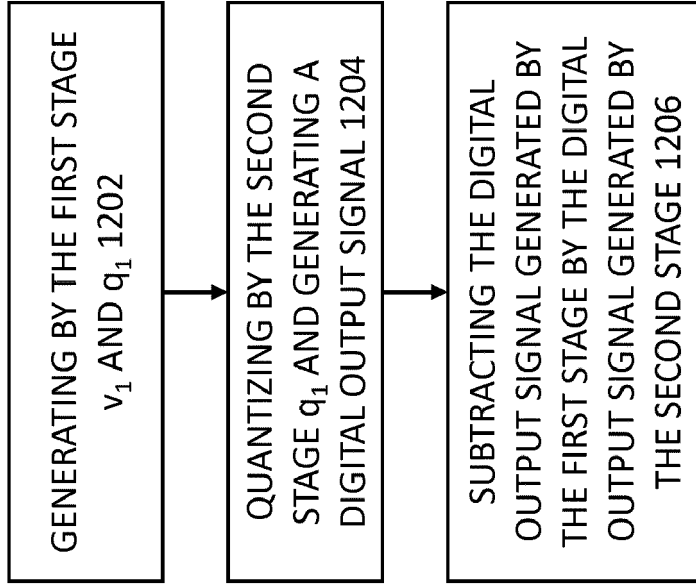 GENERATING BY THE FIRST STAGE
v₁ AND q₁ 1202
QUANTIZING BY THE SECOND
STAGE q₁ AND GENERATING A
DIGITAL OUTPUT SIGNAL 1204
SUBTRACTING THE DIGITAL
OUTPUT SIGNAL GENERATED BY
THE FIRST STAGE BY THE DIGITAL
OUTPUT SIGNAL GENERATED BY
THE SECOND STAGE 1206